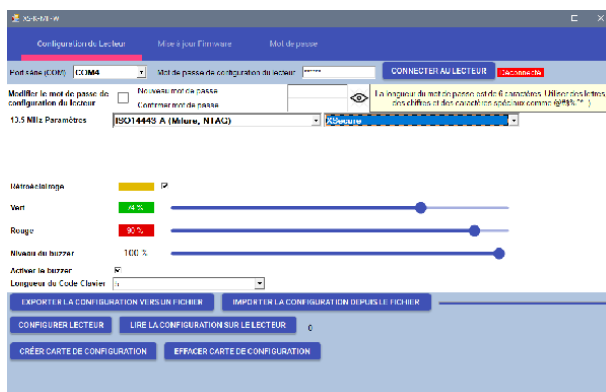 XS-K-MF-W
Configuration du Lecteur Mise à jour Firmware Mot de passe
Port série (COM) COM4 Mot de passe de configuration du lecteur ****** CONNECTER AU LECTEUR Déconnecté
Modifier le mot de passe de configuration du lecteur
Nouveau mot de passe
Confirmer mot de passe
La longueur du mot de passe est de 6 caractères. Utiliser des lettres
des chiffres et des caractères spéciaux comme
13.5 MHz Paramètres ISO14443 A (Mifare, NTAG) XSecure
Rétroéclairage
Vert 74 %
Rouge 90 %
Niveau du buzzer 100 %
Activer le buzzer
Longueur du Code Clavier
EXPORTER LA CONFIGURATION VERS UN FICHIER IMPORTER LA CONFIGURATION DEPUIS LE FICHIER
CONFIGURER LECTEUR LIRE LA CONFIGURATION SUR LE LECTEUR 0
CRÉER CARTE DE CONFIGURATION EFFACER CARTE DE CONFIGURATION